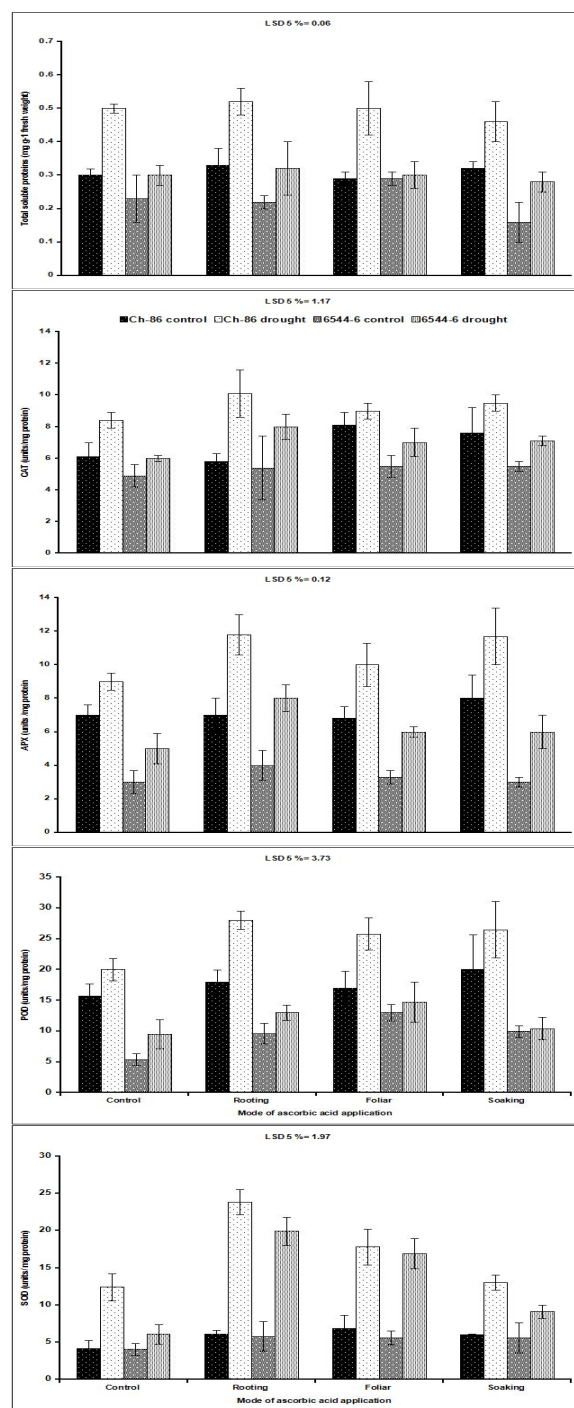 LSD 5 %= 0.06
Total soluble proteins (mg g-1 fresh weight)
0.7
0.6
0.5
0.4
0.3
0.2
0.1
0
LSD 5 %= 1.17
Ch-86 control Ch-86 drought 6544-6 control 6544-6 drought
CAT (units/mg protein)
14
12
10
8
6
4
2
0
LSD 5 %= 0.12
APX (units /mg protein)
14
12
10
8
6
4
2
0
LSD 5 %= 3.73
POD (units/mg protein)
35
30
25
20
15
10
5
0
Control Rooting Foliar Soaking
Mode of ascorbic acid application
LSD 5 %= 1.97
SOD (units/mg protein)
30
25
20
15
10
5
0
Control Rooting Foliar Soaking
Mode of ascorbic acid application